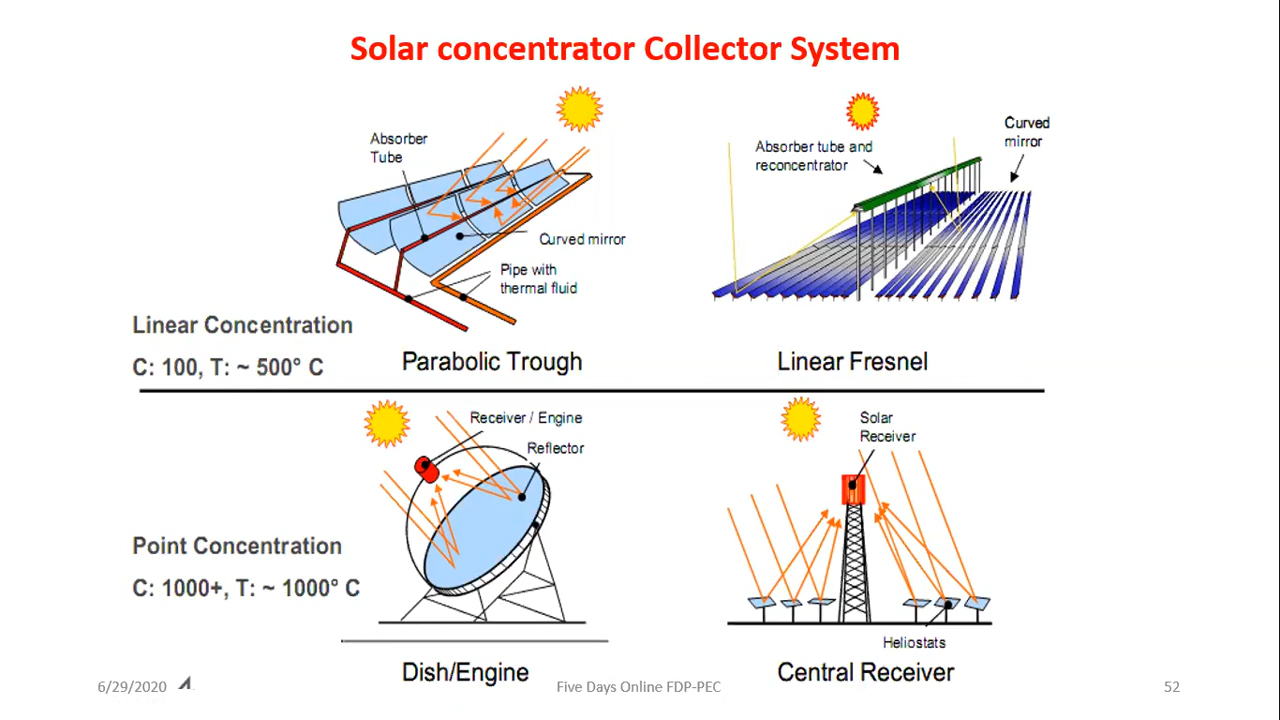 Solar concentrator Collector System
Absorber
Tube
Curved mirror
Pipe with
thermal fluid
Absorber tube and
reconcentrator
Curved
mirror
Linear Concentration
C: 100, T: ~ 500° C
Parabolic Trough
Linear Fresnel
Receiver / Engine
Reflector
Solar
Receiver
Point Concentration
C: 1000+, T: ~ 1000° C
Heliostats
Dish/Engine
Central Receiver
6/29/2020
Five Days Online FDP-PEC
52